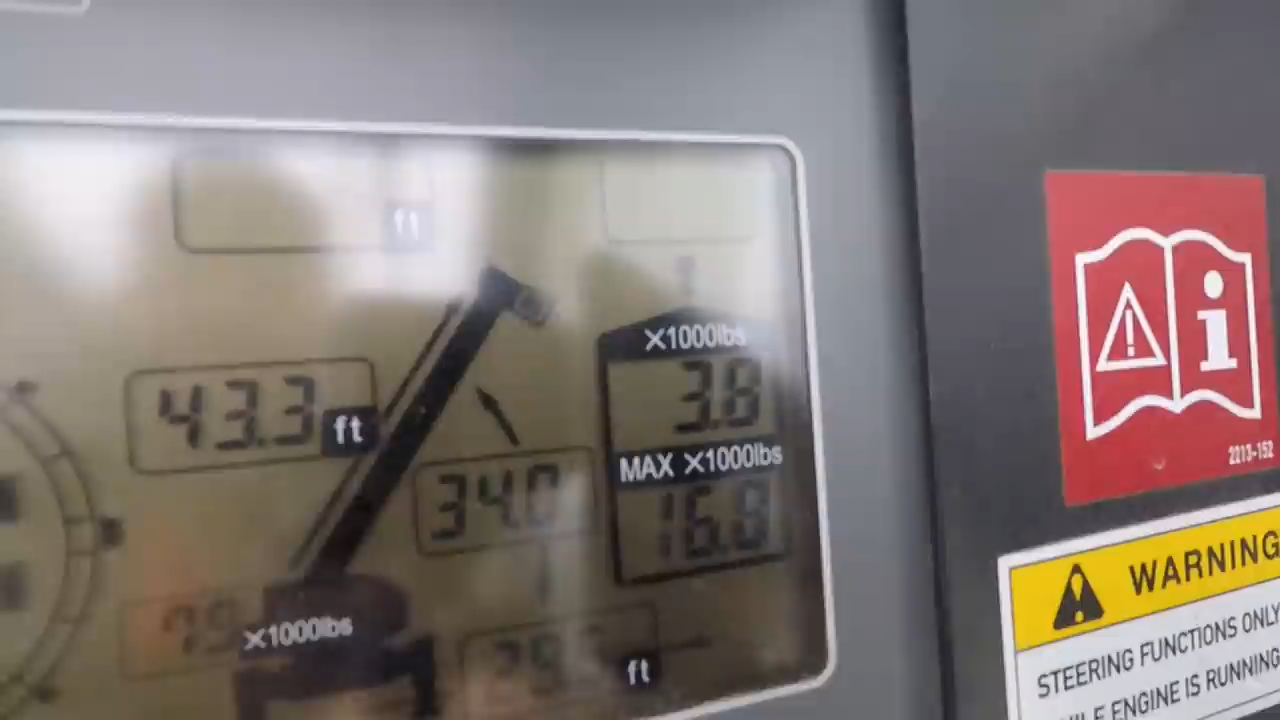 ft
×1000lbs
3.8
43.3 ft
MAX ×1000lbs
34.0
16.8
×1000lbs
ft
2213-152
WARNING
STEERING FUNCTIONS ONLY
ENGINE IS RUNNING